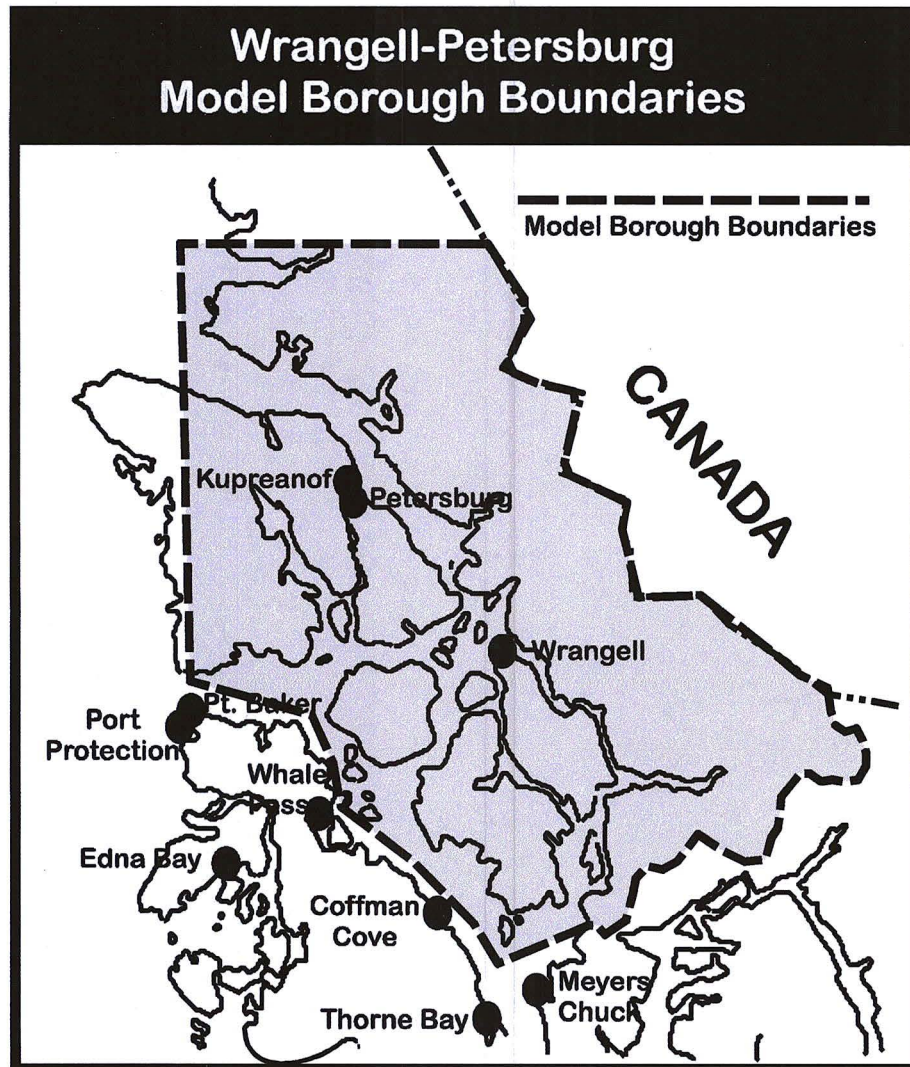 Wrangell-Petersburg
Model Borough Boundaries
Model Borough Boundaries
CANADA
Kupreanof
Petersburg
Wrangell
Pt. Baker
Port
Protection
Whale
Pass
Edna Bay
Coffman
Cove
Meyers
Chuck
Thorne Bay